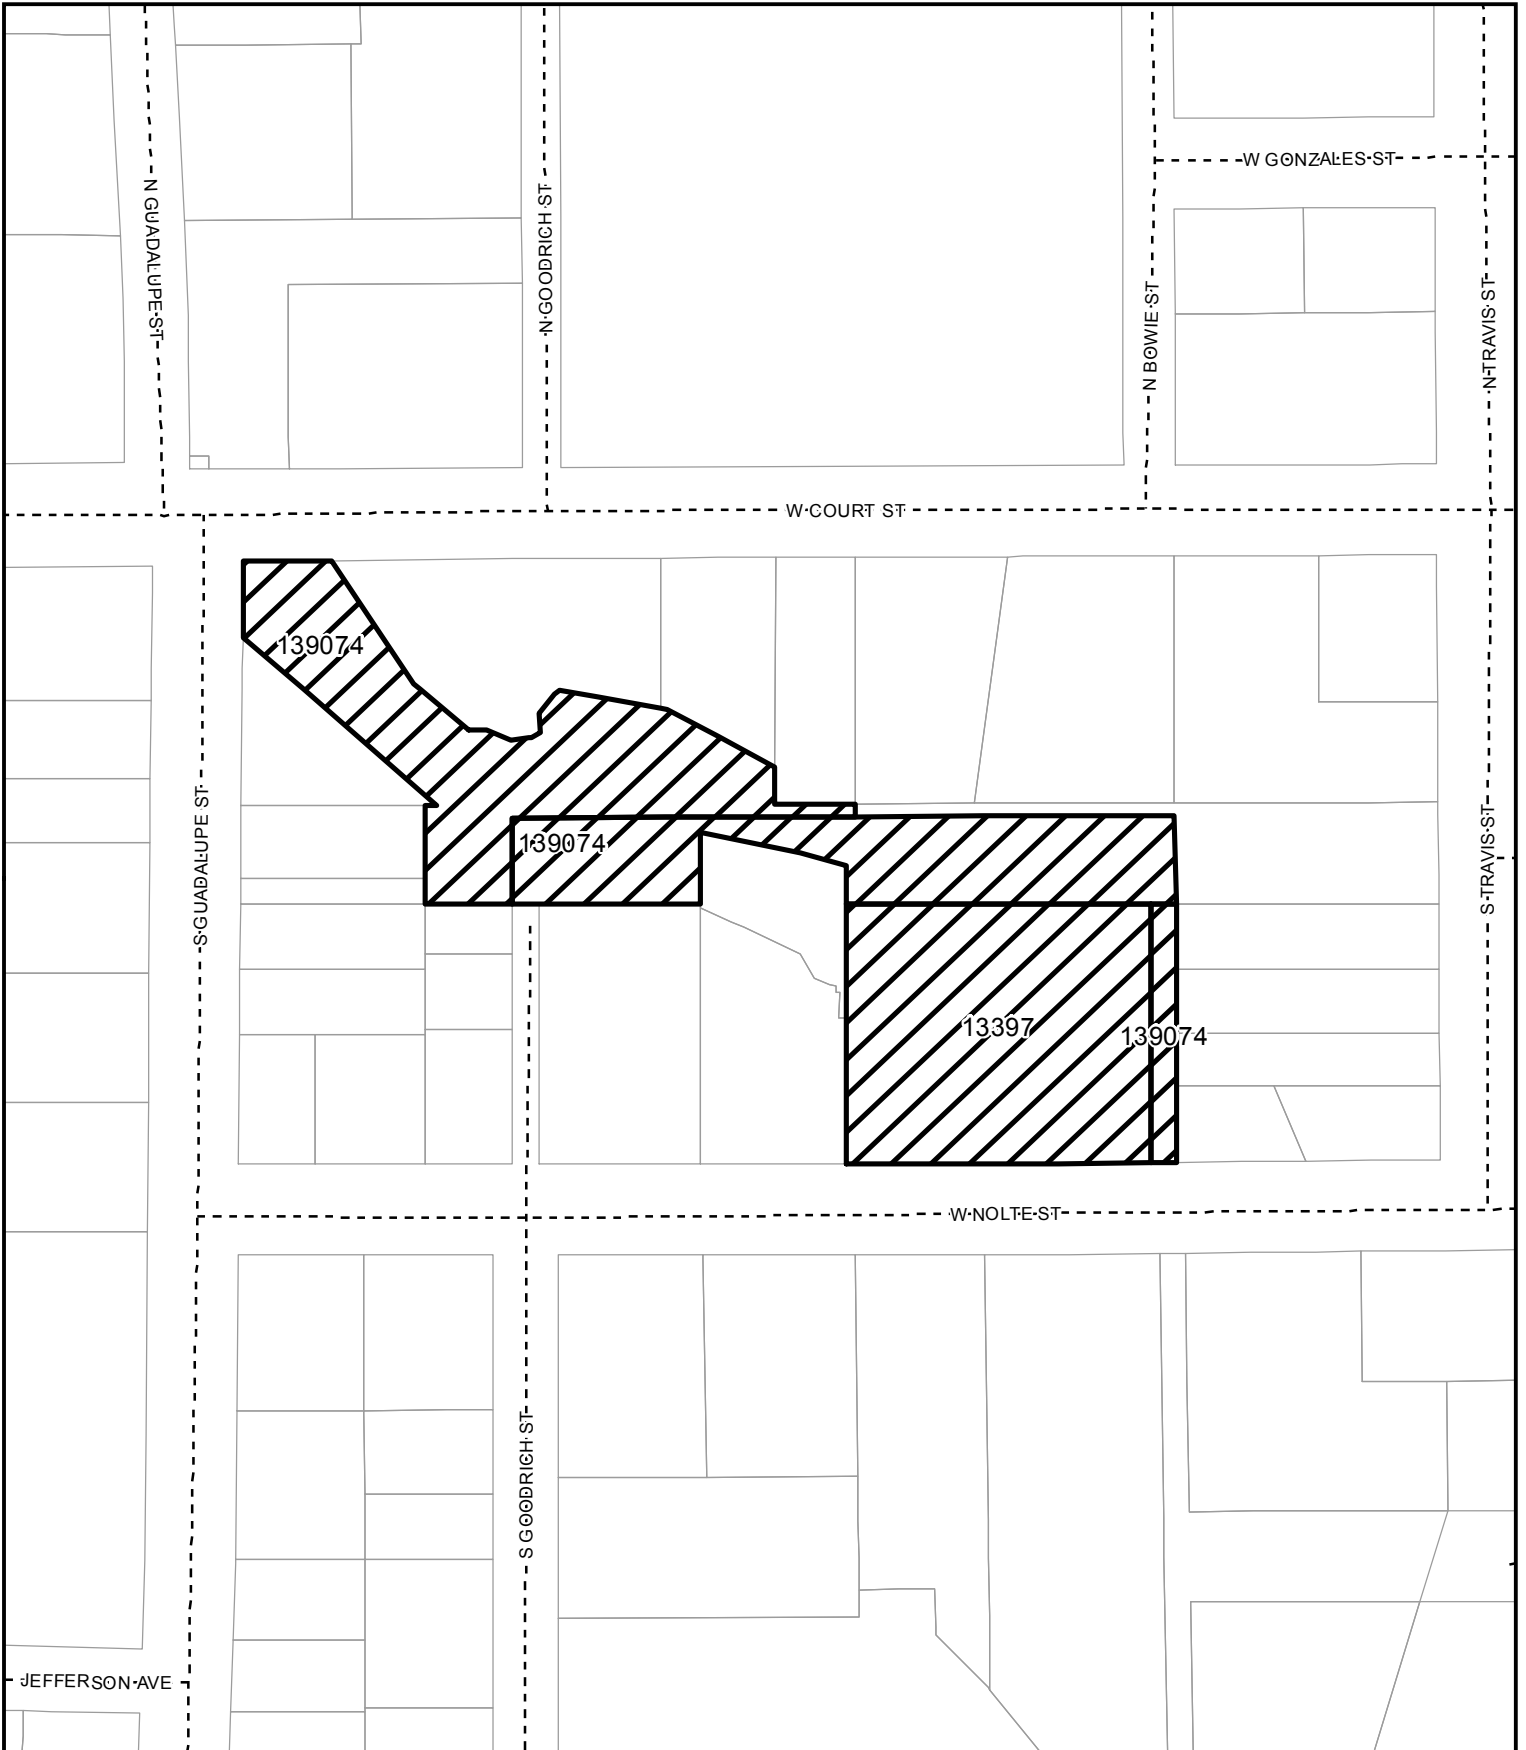 W GONZALES ST
N GUADALUPE ST
N GOODRICH ST
N BOWIE ST
N TRAVIS ST
W COURT ST
139074
139074
S GUADALUPE ST
S TRAVIS ST
13397
139074
W NOLTE ST
S GOODRICH ST
JEFFERSON AVE